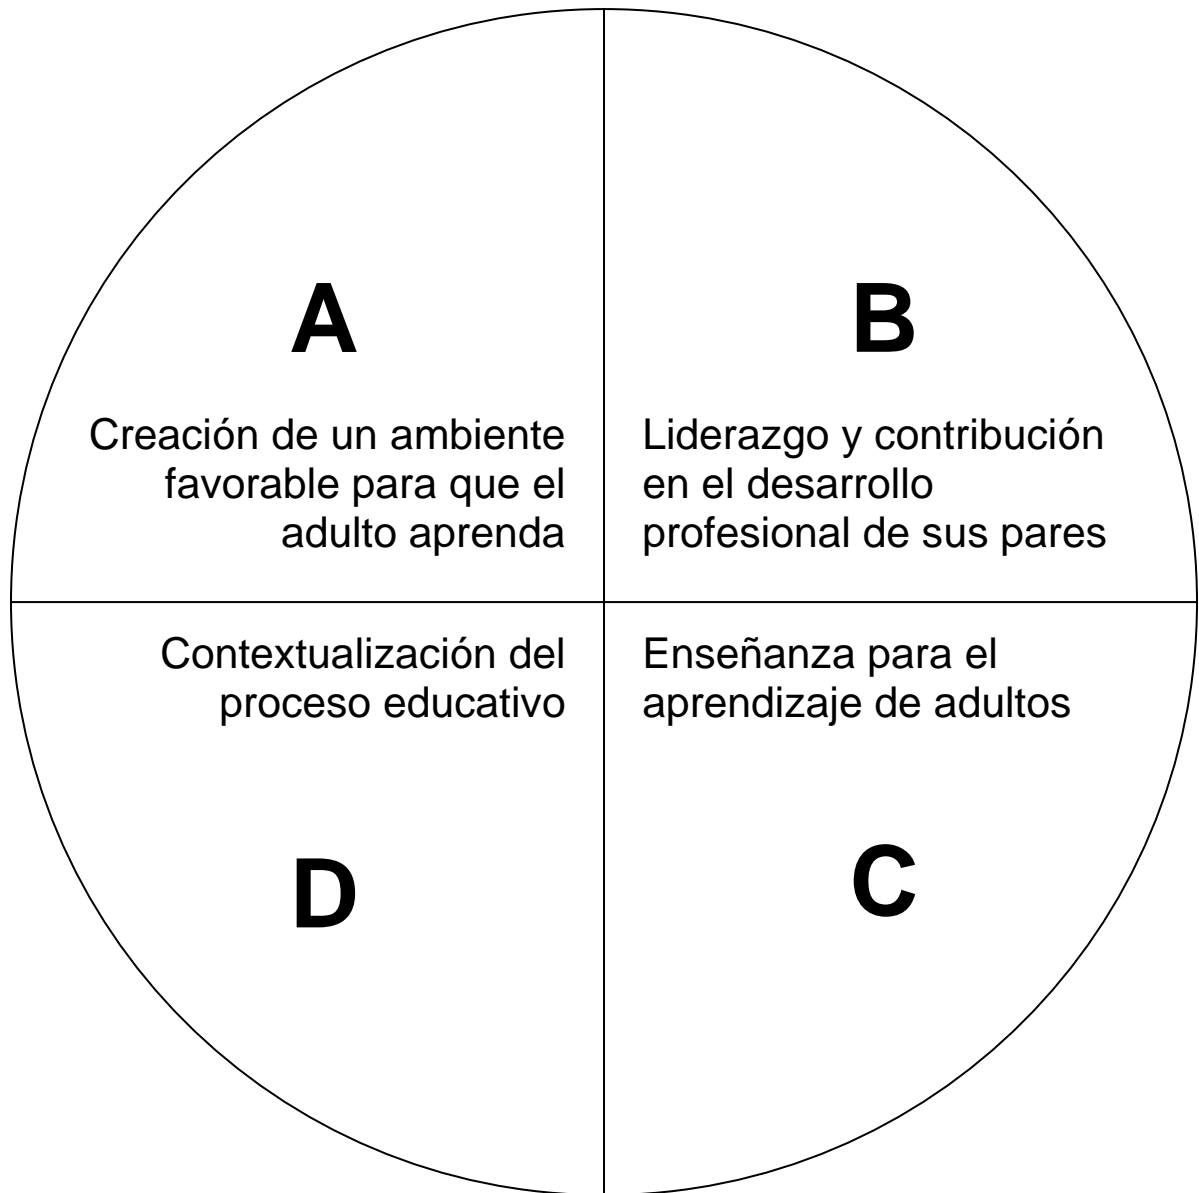 A
Creación de un ambiente
favorable para que el
adulto aprenda
B
Liderazgo y contribución
en el desarrollo
profesional de sus pares
Contextualización del
proceso educativo
D
Enseñanza para el
aprendizaje de adultos
C